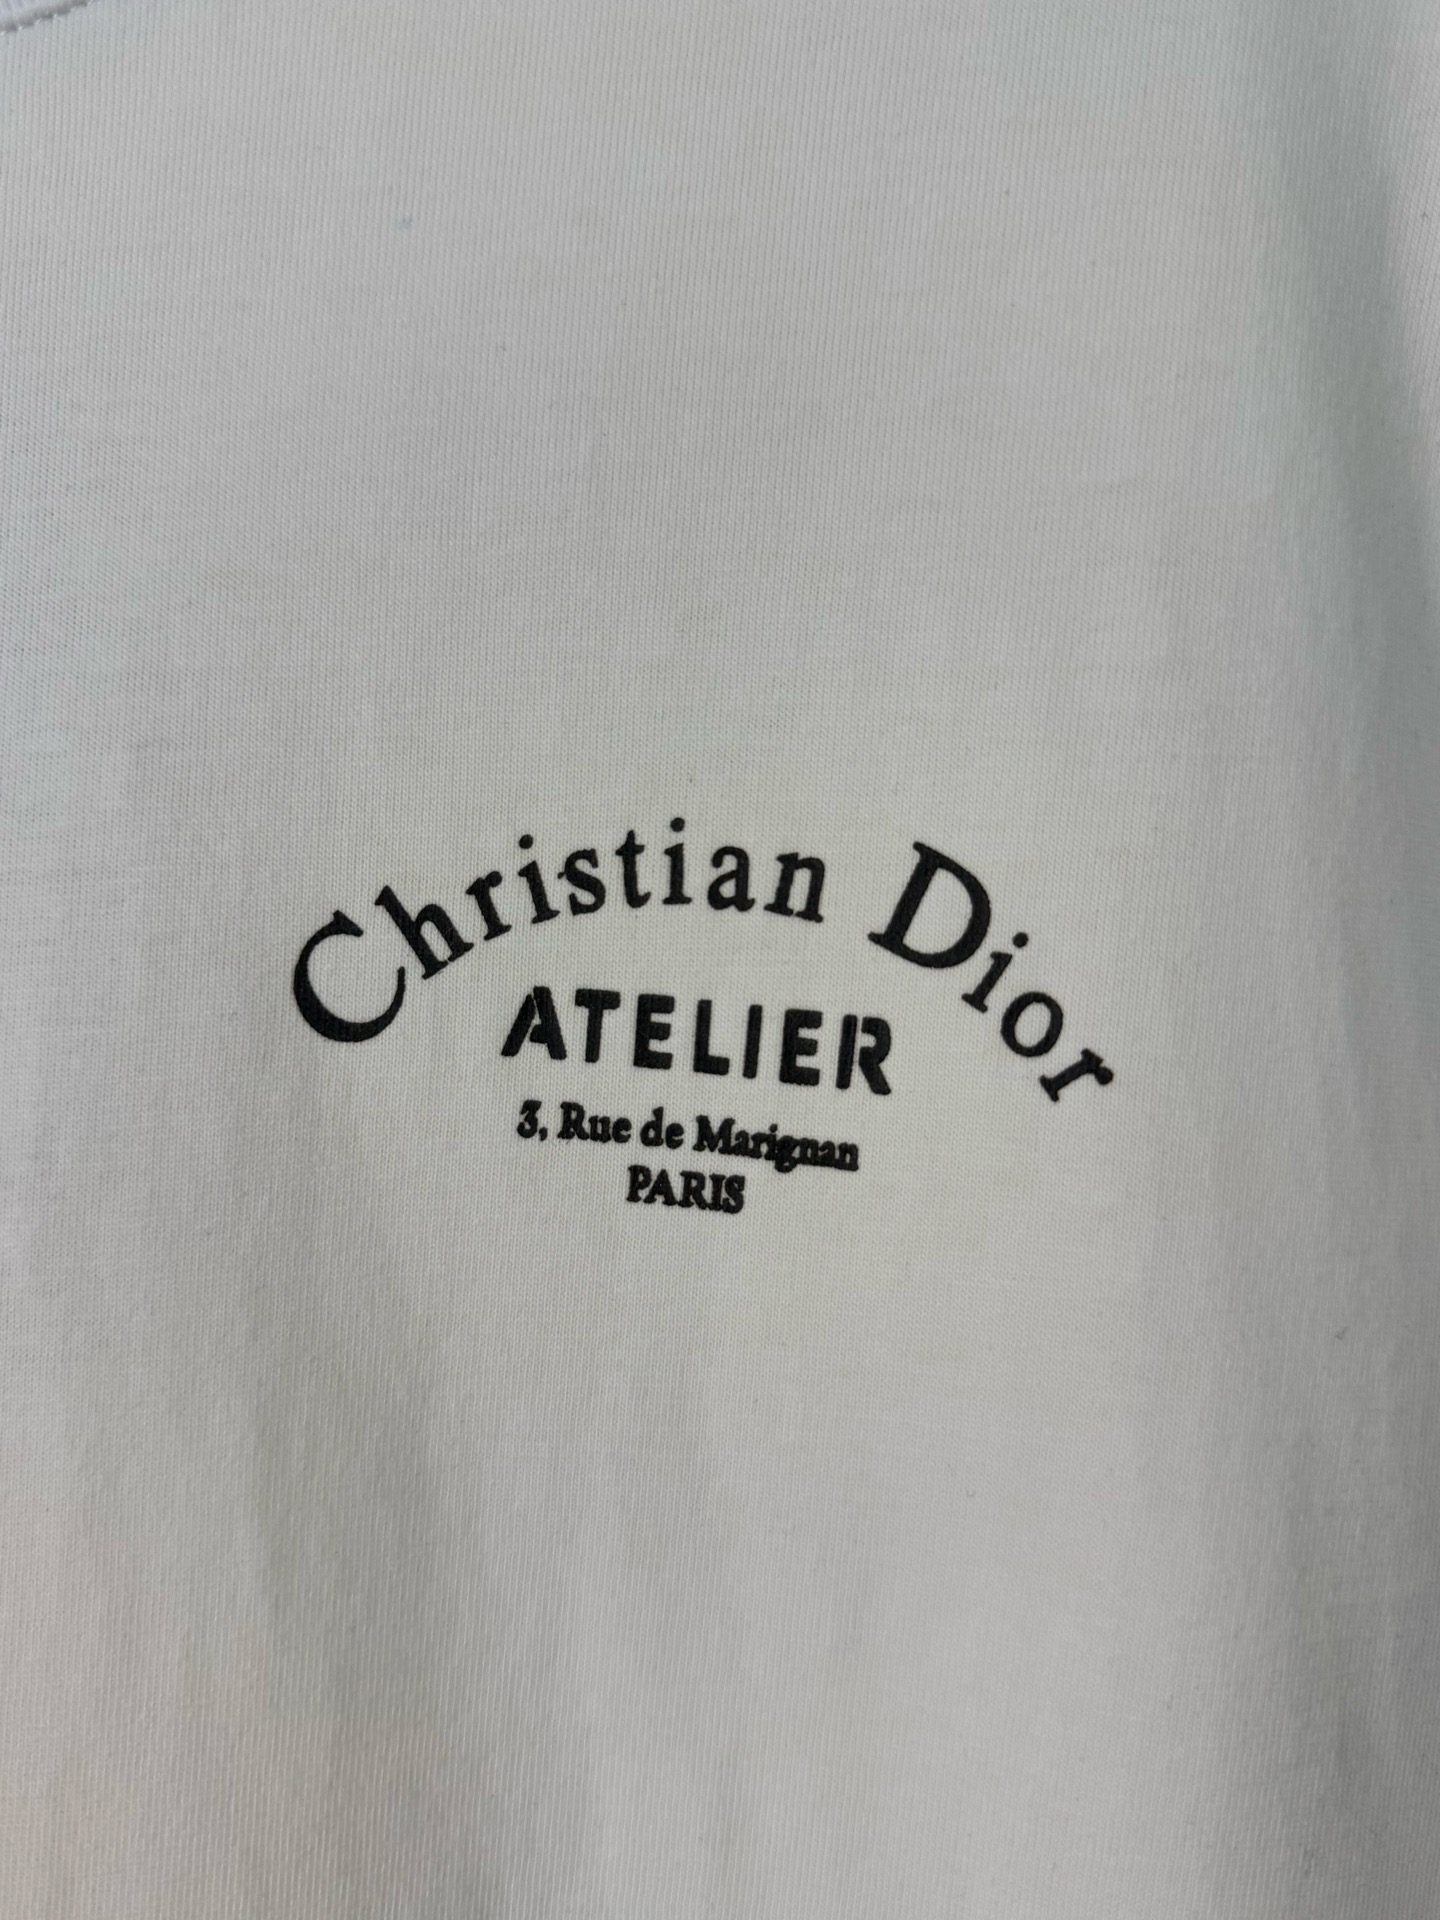 Christian Dior
ATELIER
3, Rue de Marignan
PARIS